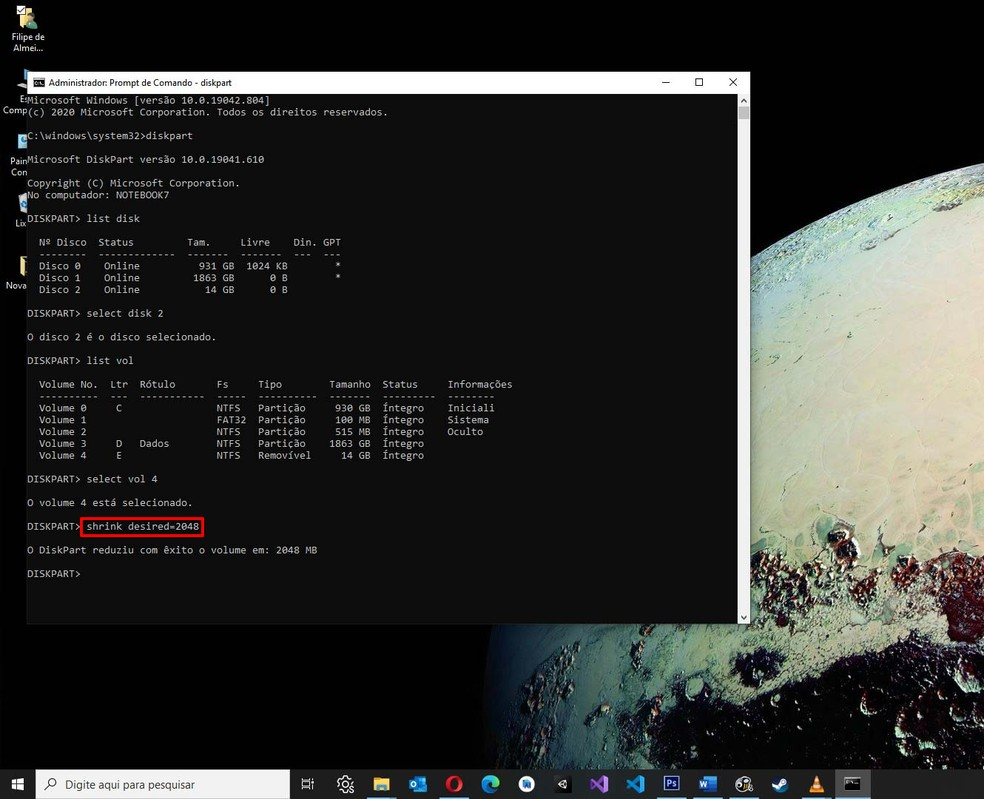 Filipe de
Almei...
Administrador: Prompt de Comando - diskpart
Microsoft Windows [versão 10.0.19042.804]
(c) 2020 Microsoft Corporation. Todos os direitos reservados.
C:\windows\system32>diskpart
Microsoft DiskPart versão 10.0.19041.610
Copyright (C) Microsoft Corporation.
No computador: NOTEBOOK7
DISKPART> list disk
Nº Disco Status Tam. Livre Din. GPT
-------- ------------- ------- ------- --- ---
Disco 0 Online 931 GB 1024 KB *
Disco 1 Online 1863 GB 0 B *
Disco 2 Online 14 GB 0 B
DISKPART> select disk 2
O disco 2 é o disco selecionado.
DISKPART> list vol
Volume No. Ltr Rótulo Fs Tipo Tamanho Status Informações
---------- --- ----------- ----- ---------- ------- --------- --------
Volume 0 C NTFS Partição 930 GB Íntegro Iniciali
Volume 1 FAT32 Partição 100 MB Íntegro Sistema
Volume 2 NTFS Partição 515 MB Íntegro Oculto
Volume 3 D Dados NTFS Partição 1863 GB Íntegro
Volume 4 E NTFS Removível 14 GB Íntegro
DISKPART> select vol 4
O volume 4 está selecionado.
DISKPART> shrink desired=2048
O DiskPart reduziu com êxito o volume em: 2048 MB
DISKPART>
Es
Comp
Pain
Con
Lix
Nova
Digite aqui para pesquisar
Ps
W